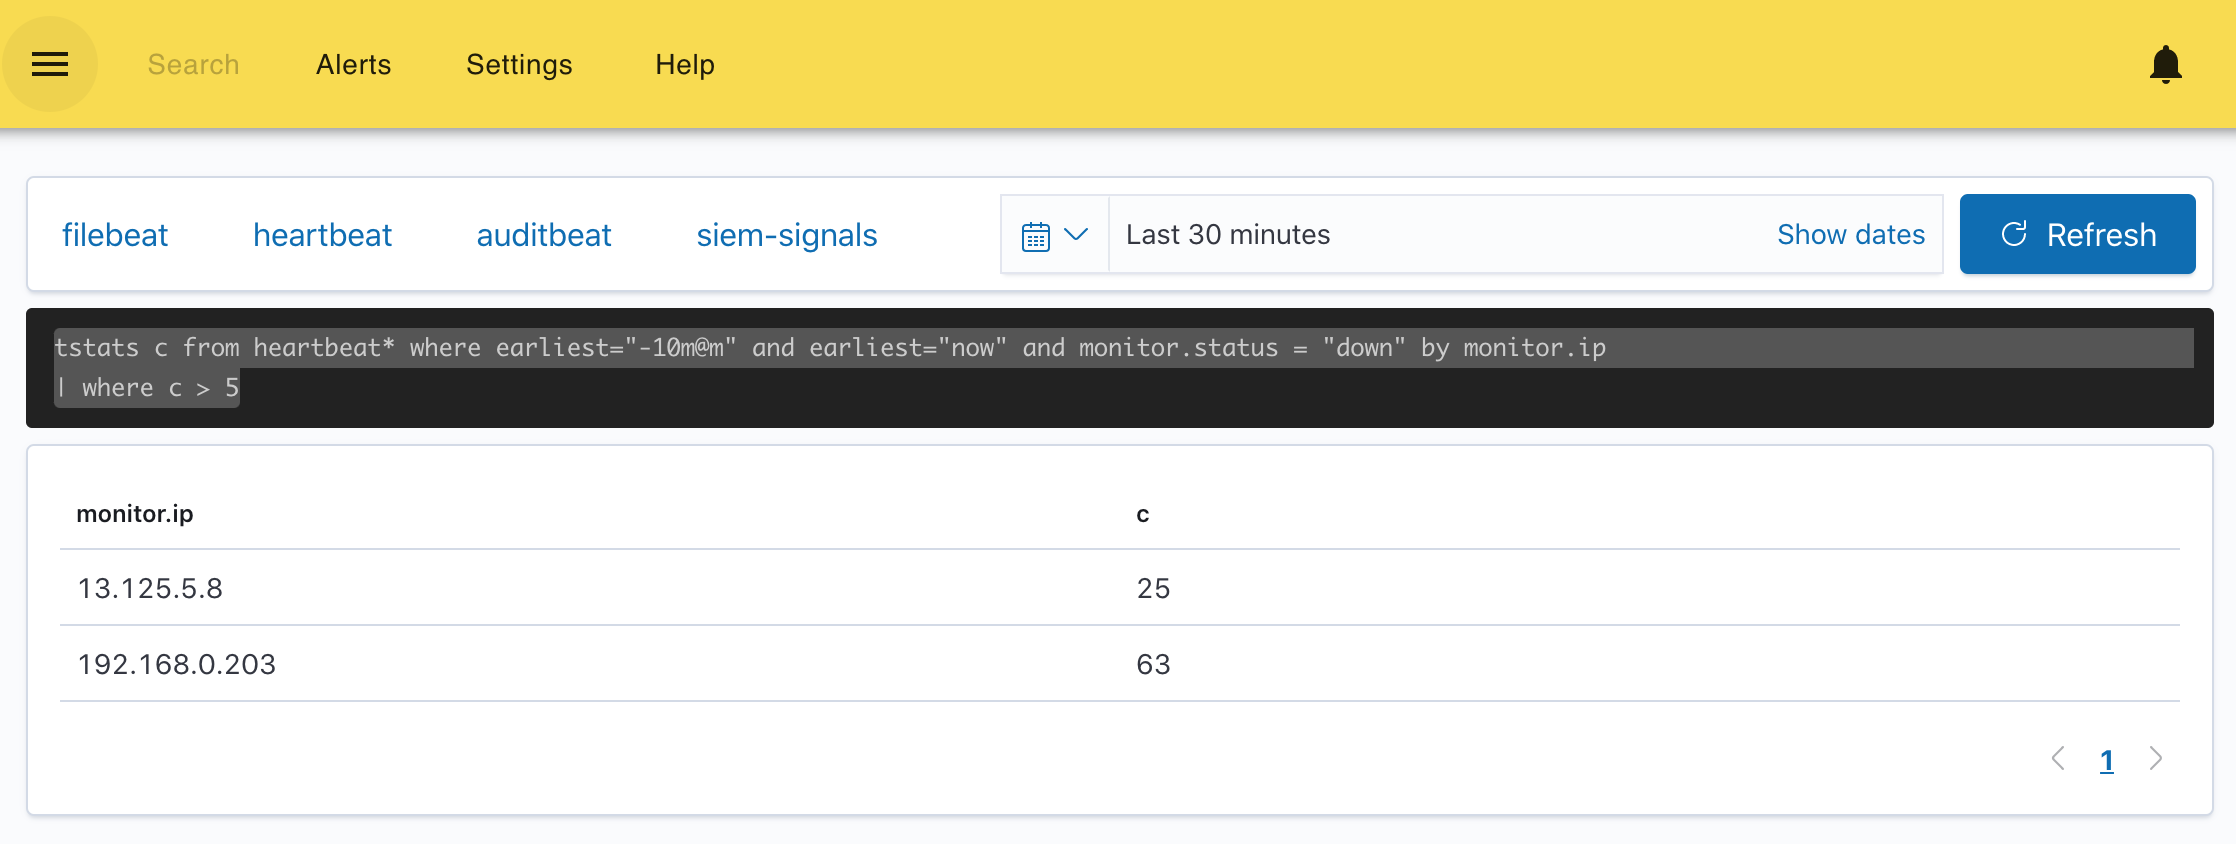 Search Alerts Settings Help
filebeat heartbeat auditbeat siem-signals Last 30 minutes Show dates Refresh
tstats c from heartbeat* where earliest="-10m@m" and earliest="now" and monitor.status = "down" by monitor.ip
| where c > 5
monitor.ip c
13.125.5.8 25
192.168.0.203 63
1